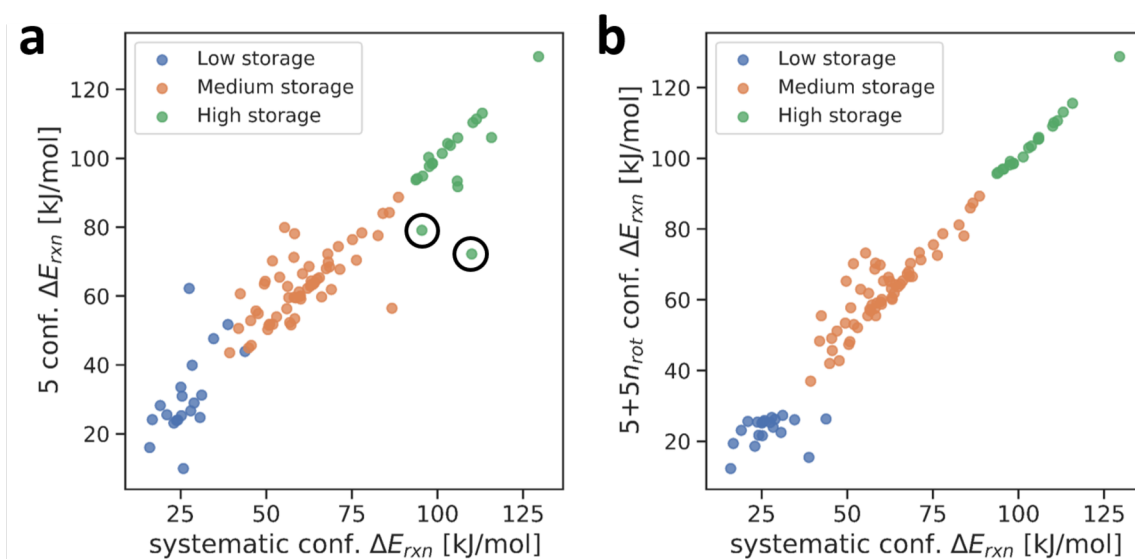 a
Low storage
Medium storage
High storage
5 conf. ΔE_rxn [kJ/mol]
120
100
80
60
40
20
25 50 75 100 125
systematic conf. ΔE_rxn [kJ/mol]
b
Low storage
Medium storage
High storage
5+5n_rot conf. ΔE_rxn [kJ/mol]
120
100
80
60
40
20
25 50 75 100 125
systematic conf. ΔE_rxn [kJ/mol]